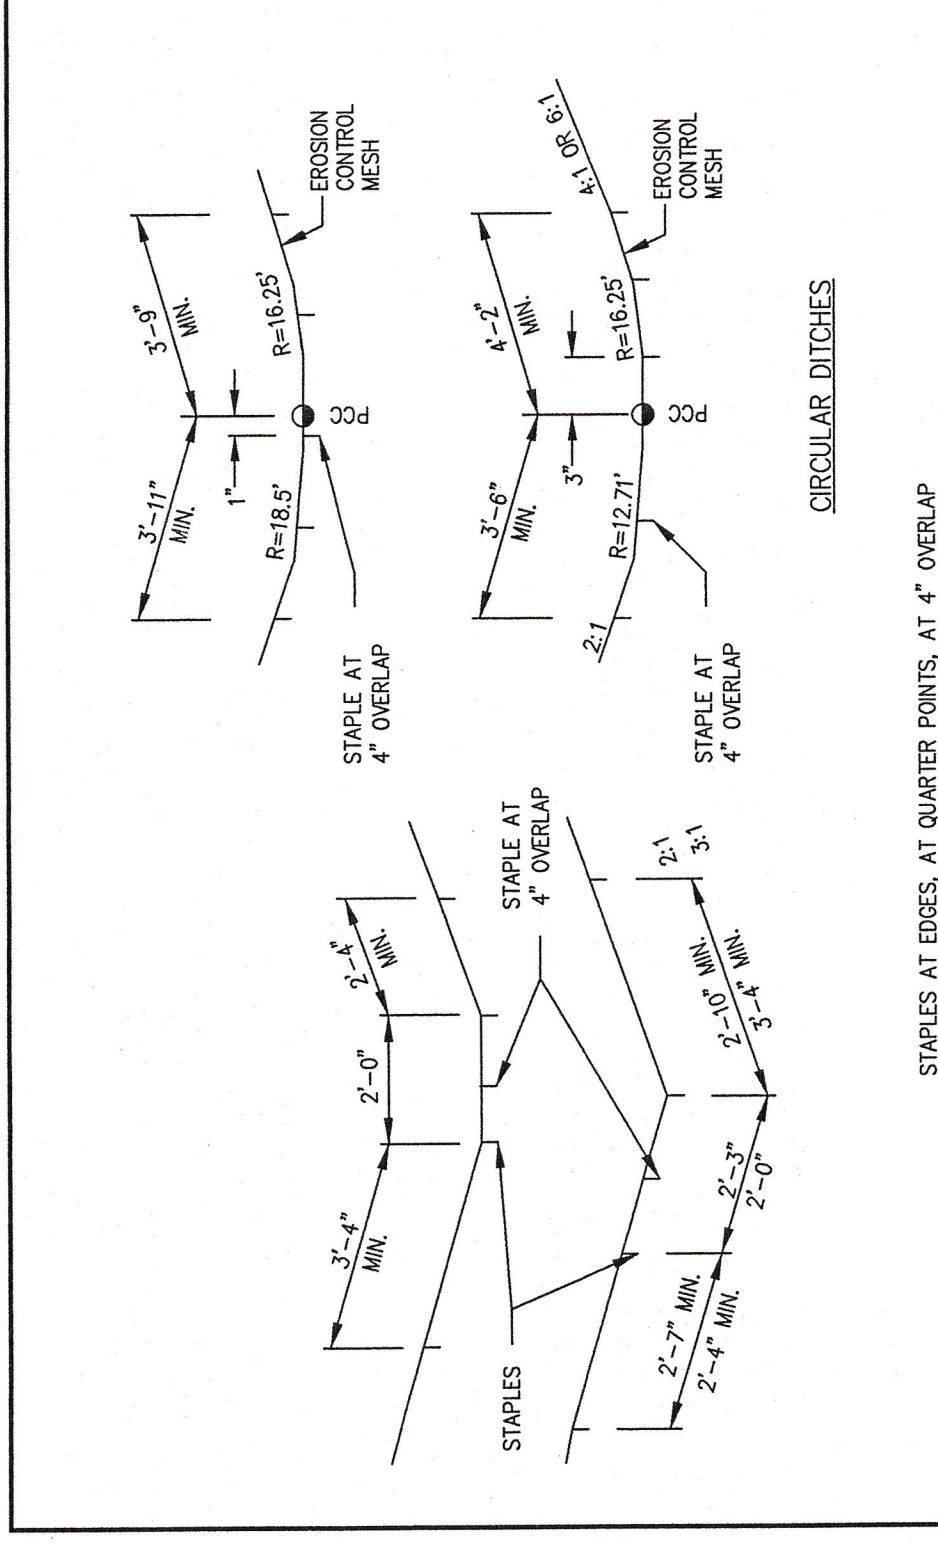 3'-4"
MIN.
2'-0"
2'-4"
MIN.
STAPLES
STAPLE AT
4" OVERLAP
2'-7" MIN.
2'-4" MIN.
2'-3"
2'-0"
2'-10" MIN.
3'-4" MIN.
2:1
3:1
3'-11"
MIN.
3'-9"
MIN.
1"
R=18.5'
R=16.25'
PCC
STAPLE AT
4" OVERLAP
EROSION
CONTROL
MESH
3'-6"
MIN.
4'-2"
MIN.
3"
2:1
R=12.71'
R=16.25'
4:1 OR 6:1
PCC
STAPLE AT
4" OVERLAP
EROSION
CONTROL
MESH
CIRCULAR DITCHES
STAPLES AT EDGES, AT QUARTER POINTS, AT 4" OVERLAP